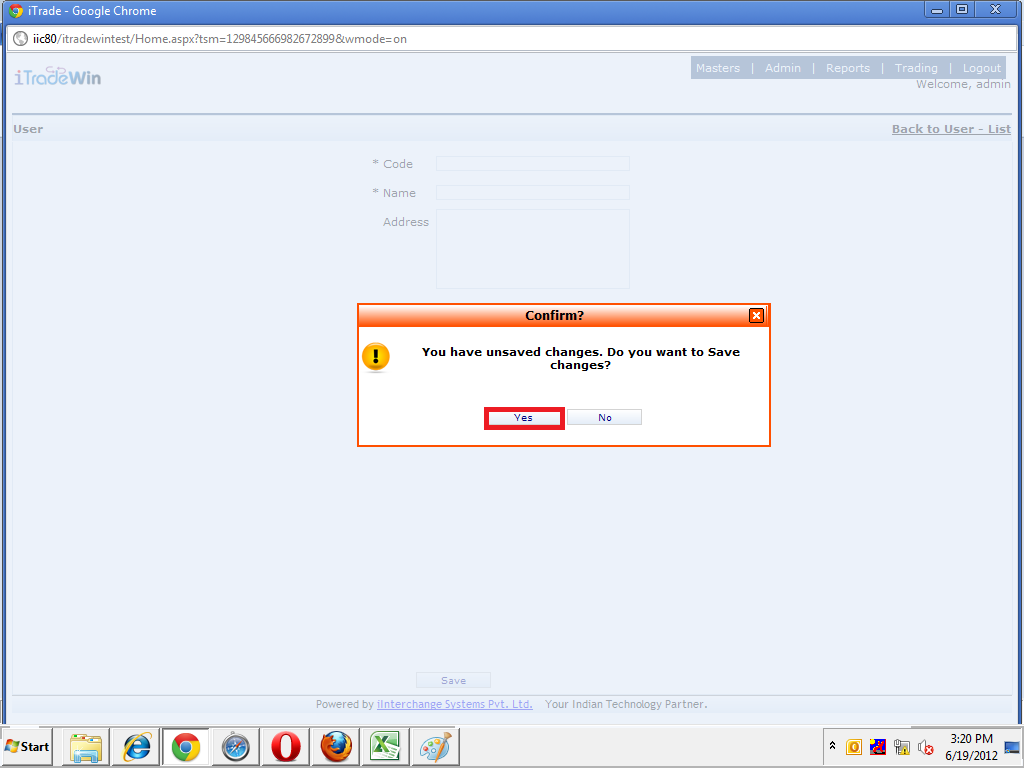 iTrade - Google Chrome
iic80/itradewintest/Home.aspx?tsm=129845666982672899&wmode=on
iTradeWin
Masters | Admin | Reports | Trading | Logout
Welcome, admin
User
Back to User - List
* Code
* Name
Address
Confirm?
You have unsaved changes. Do you want to Save
changes?
Yes
No
Save
Powered by iInterchange Systems Pvt. Ltd. Your Indian Technology Partner.
Start
3:20 PM
6/19/2012